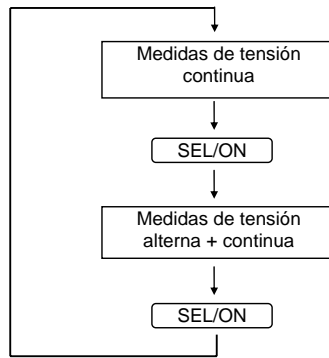 Medidas de tensión
continua
SEL/ON
Medidas de tensión
alterna + continua
SEL/ON